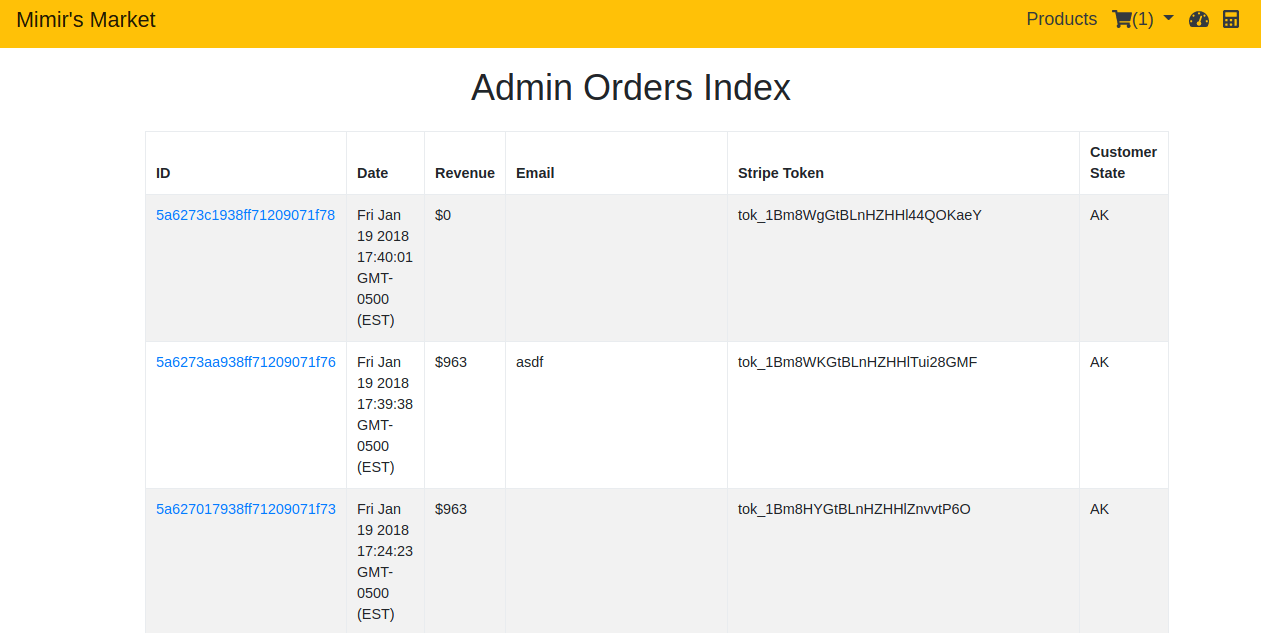 Mimir's Market
Products
(1)
Admin Orders Index
ID Date Revenue Email Stripe Token Customer State
5a6273c1938ff71209071f78 Fri Jan $0 tok_1Bm8WgGtBLnHZHHl44QOKaeY AK
19 2018
17:40:01
GMT-
0500
(EST)
5a6273aa938ff71209071f76 Fri Jan $963 asdf tok_1Bm8WKGtBLnHZHHlTui28GMF AK
19 2018
17:39:38
GMT-
0500
(EST)
5a627017938ff71209071f73 Fri Jan $963 tok_1Bm8HYGtBLnHZHHlZnvvtP6O AK
19 2018
17:24:23
GMT-
0500
(EST)